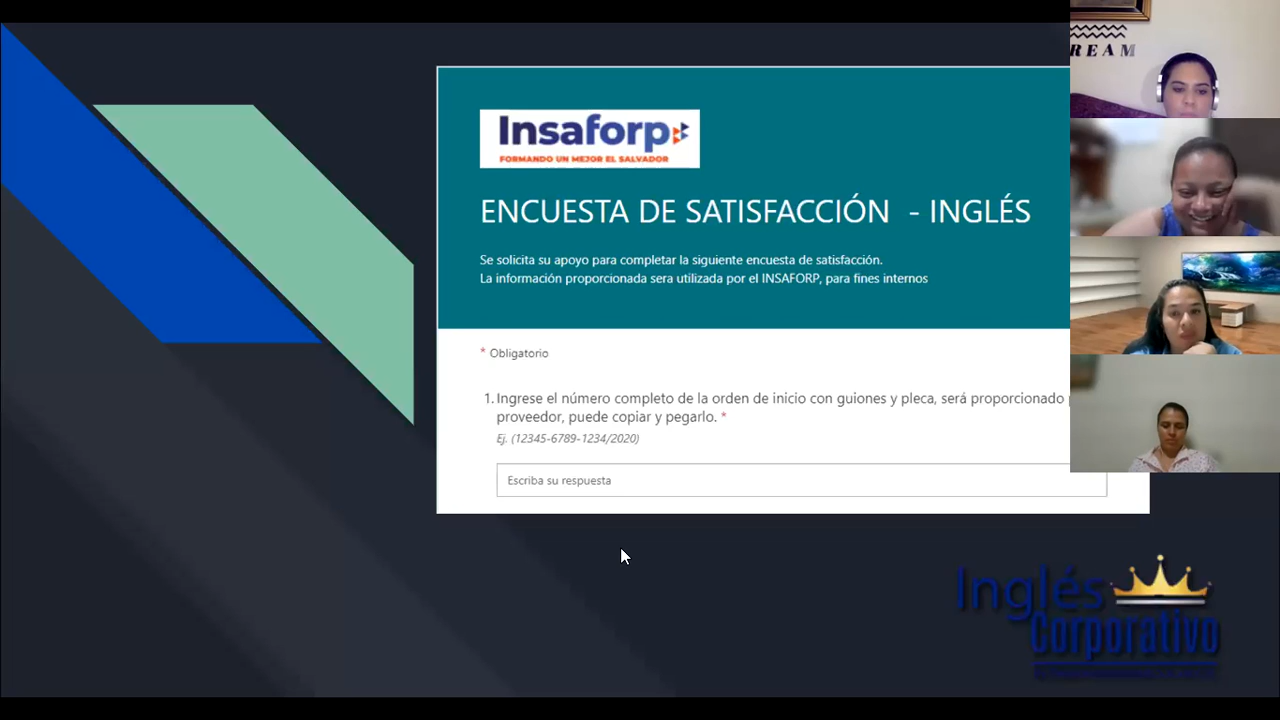 Insaforp
FORMANDO UN MEJOR EL SALVADOR
ENCUESTA DE SATISFACCIÓN - INGLÉS
Se solicita su apoyo para completar la siguiente encuesta de satisfacción.
La información proporcionada sera utilizada por el INSAFORP, para fines internos
* Obligatorio
1. Ingrese el número completo de la orden de inicio con guiones y pleca, será proporcionado
proveedor, puede copiar y pegarlo. *
Ej. (12345-6789-1234/2020)
Escriba su respuesta
REAM
Inglés
Corporativo